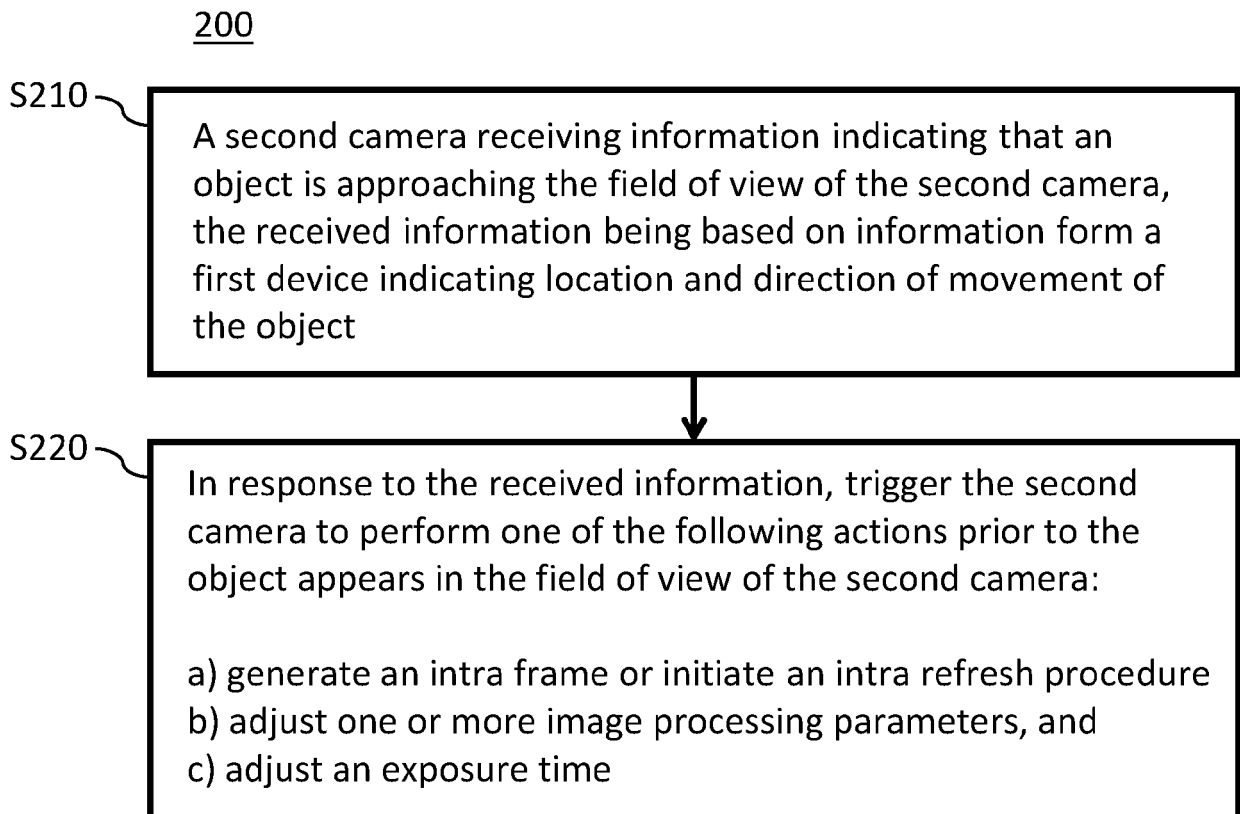 200
S210
A second camera receiving information indicating that an
object is approaching the field of view of the second camera,
the received information being based on information form a
first device indicating location and direction of movement of
the object
S220
In response to the received information, trigger the second
camera to perform one of the following actions prior to the
object appears in the field of view of the second camera:
a) generate an intra frame or initiate an intra refresh procedure
b) adjust one or more image processing parameters, and
c) adjust an exposure time